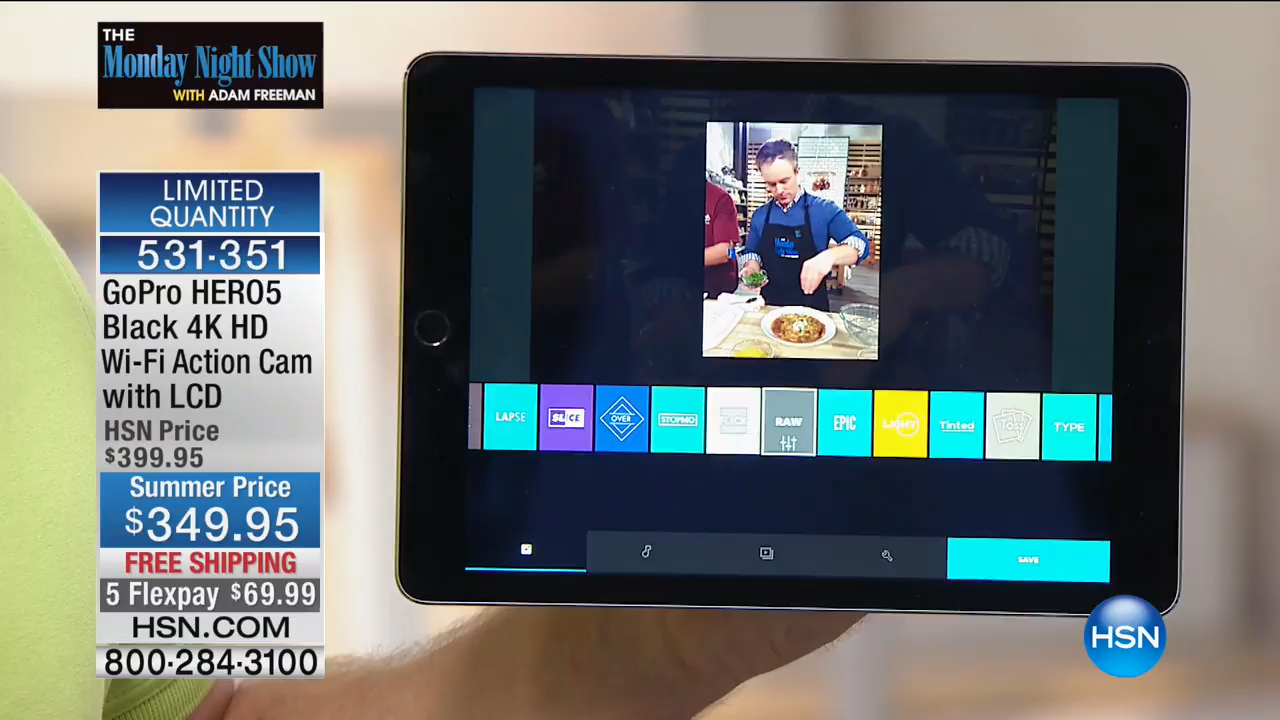 THE
Monday Night Show
WITH ADAM FREEMAN
LIMITED
QUANTITY
531-351
GoPro HERO5
Black 4K HD
Wi-Fi Action Cam
with LCD
HSN Price
$399.95
Summer Price
$349.95
FREE SHIPPING
5 Flexpay $69.99
HSN.COM
800-284-3100
LAPSE
SLICE
OVER
STOPMO
RAW
EPIC
LIGHT
Tinted
TYPE
SAVE
HSN